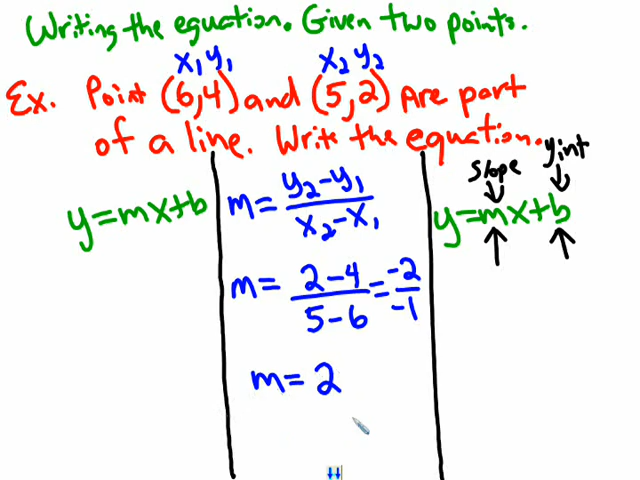 Writing the equation. Given two points.
x₁ y₁ x₂ y₂
Ex. Point (6,4) and (5,2) are part
of a line. Write the equation.
y=mx+b
m = y₂-y₁ / x₂-x₁
m = 2-4 / 5-6 = -2 / -1
m = 2
slope y int
y=mx+b